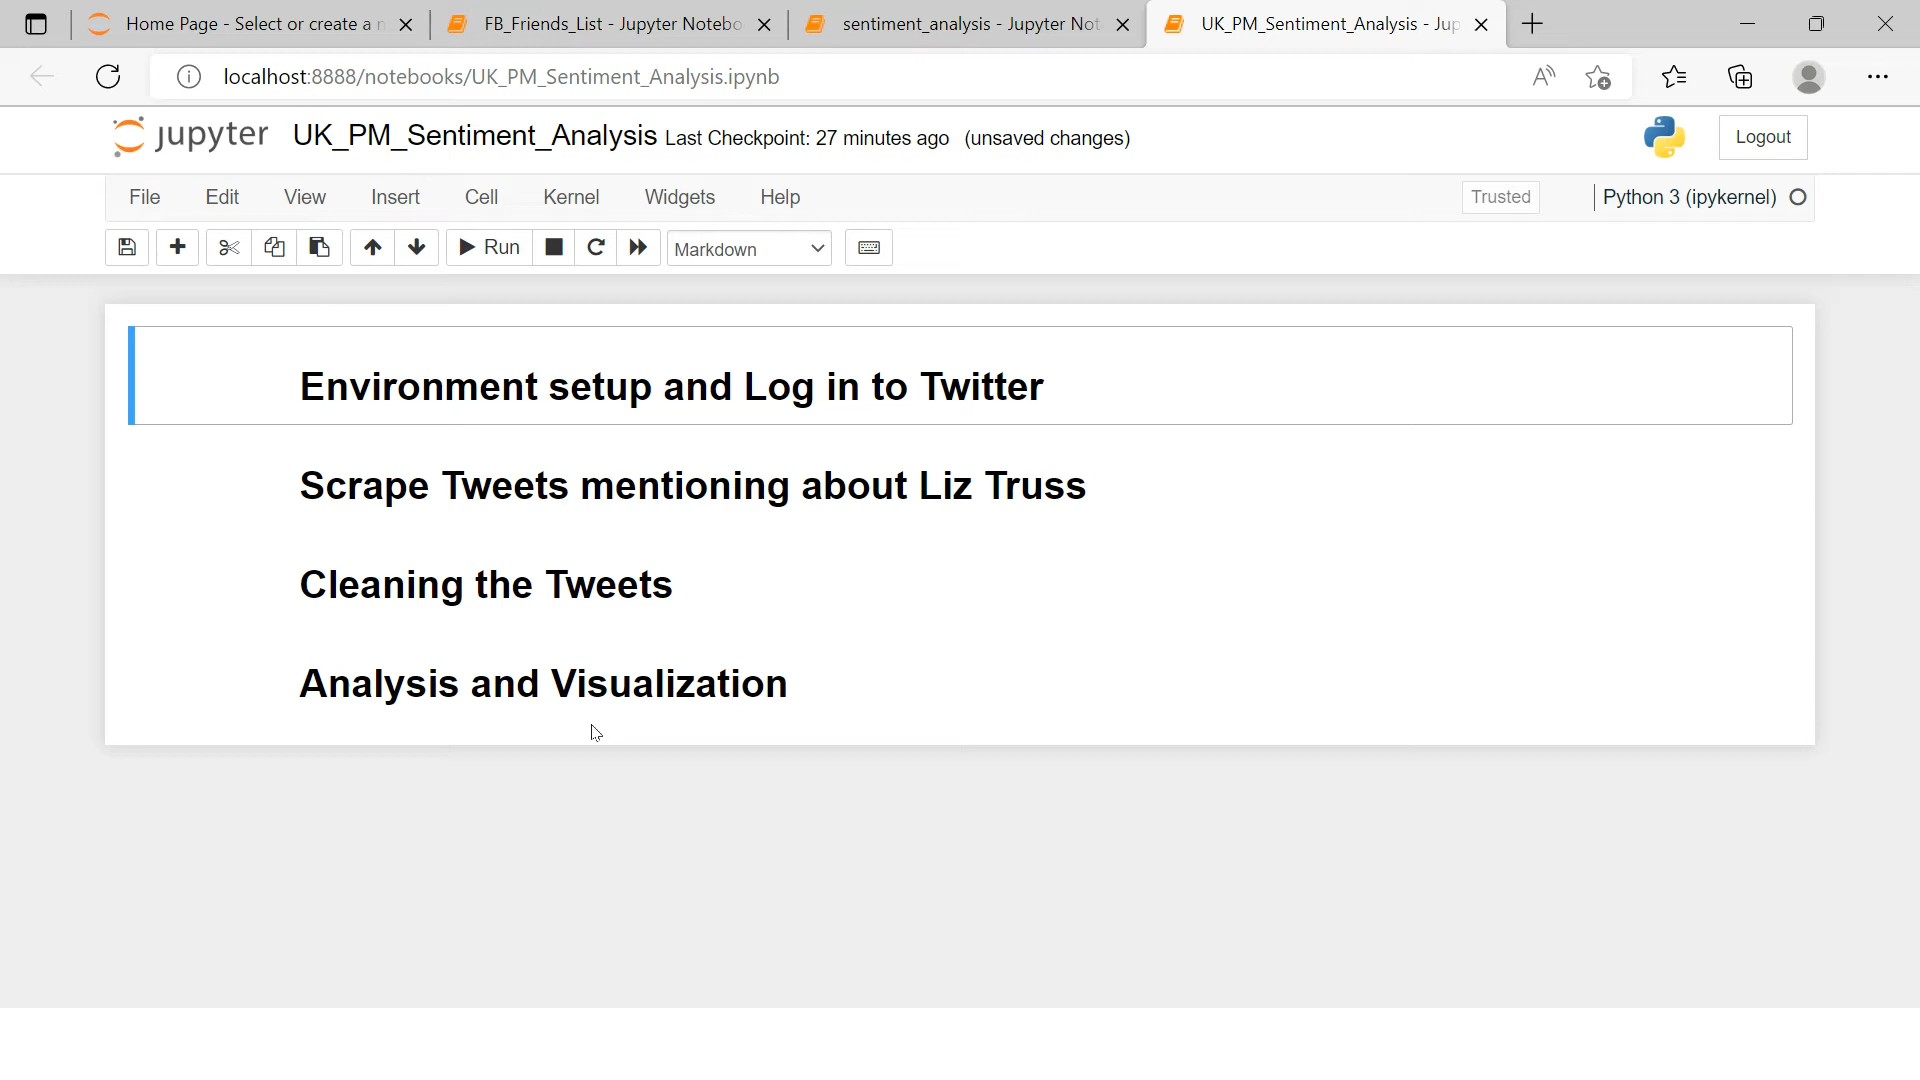 Home Page - Select or create a n
FB_Friends_List - Jupyter Notebo
sentiment_analysis - Jupyter Not
UK_PM_Sentiment_Analysis - Jup
localhost:8888/notebooks/UK_PM_Sentiment_Analysis.ipynb
jupyter UK_PM_Sentiment_Analysis Last Checkpoint: 27 minutes ago (unsaved changes) Logout
File Edit View Insert Cell Kernel Widgets Help Trusted Python 3 (ipykernel)
Run Markdown
Environment setup and Log in to Twitter
Scrape Tweets mentioning about Liz Truss
Cleaning the Tweets
Analysis and Visualization